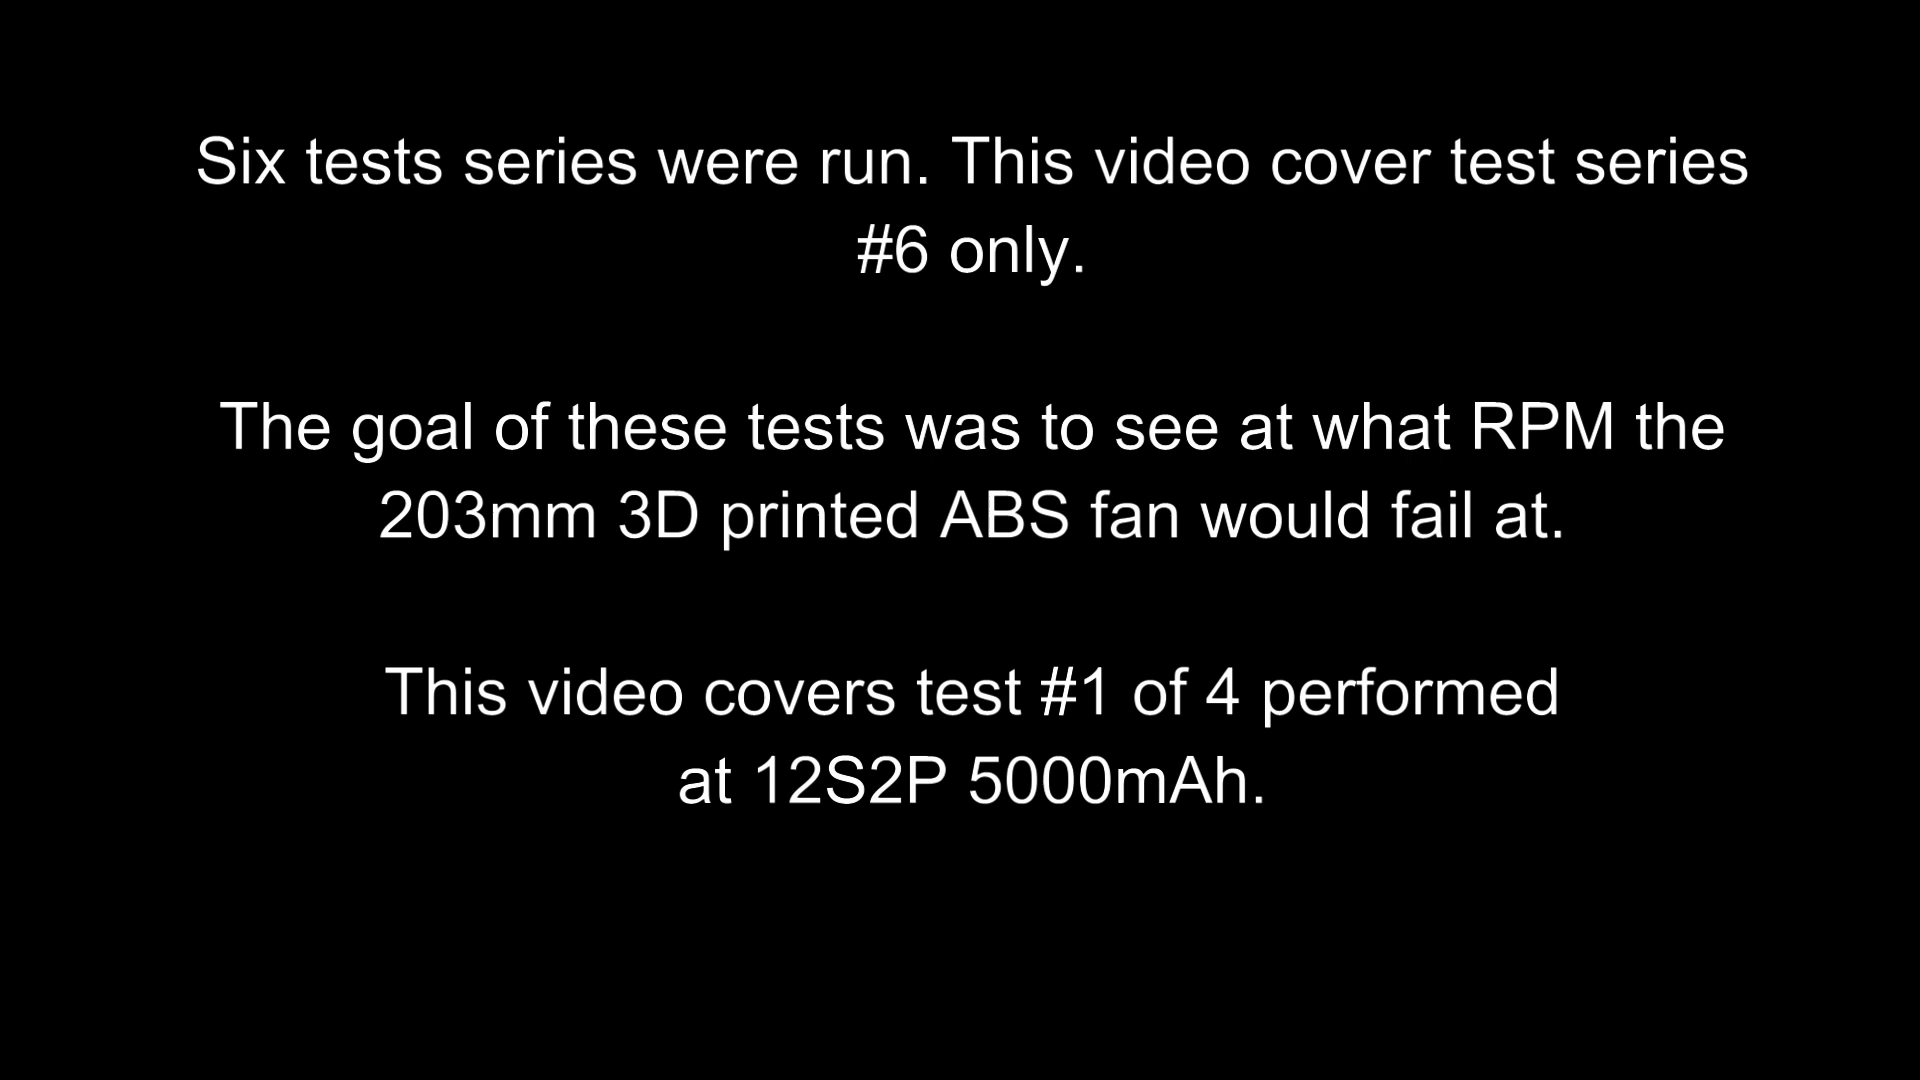 Six tests series were run. This video cover test series
#6 only.
The goal of these tests was to see at what RPM the
203mm 3D printed ABS fan would fail at.
This video covers test #1 of 4 performed
at 12S2P 5000mAh.